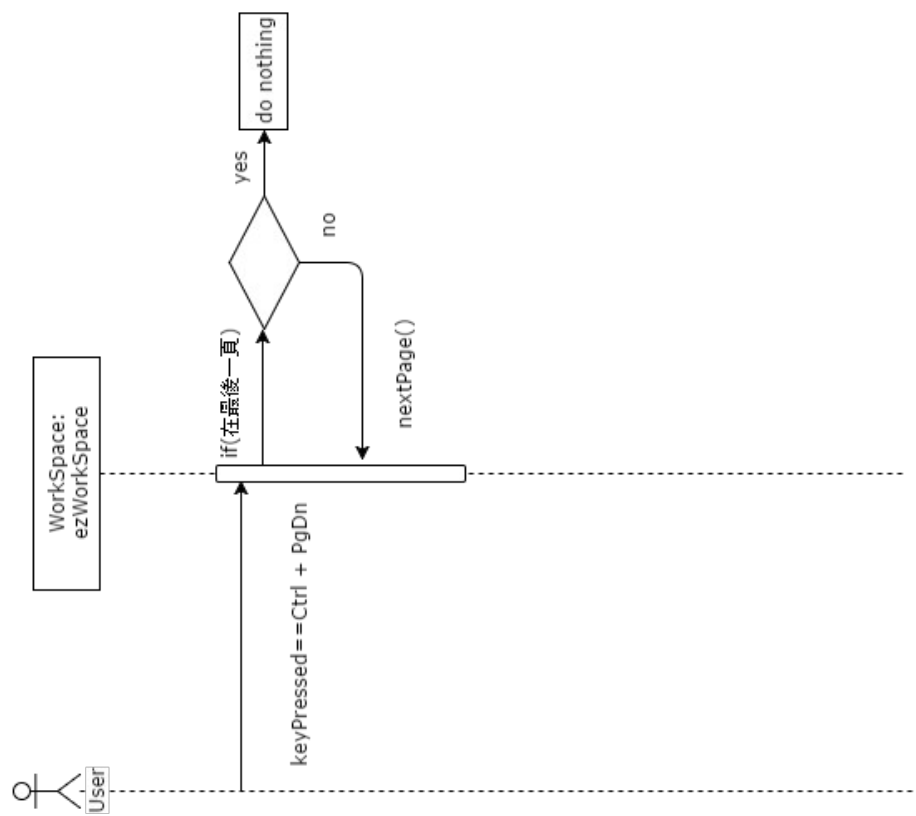 User
WorkSpace:
ezWorkSpace
keyPressed==Ctrl + PgDn
if(在最後一頁)
yes
do nothing
no
nextPage()